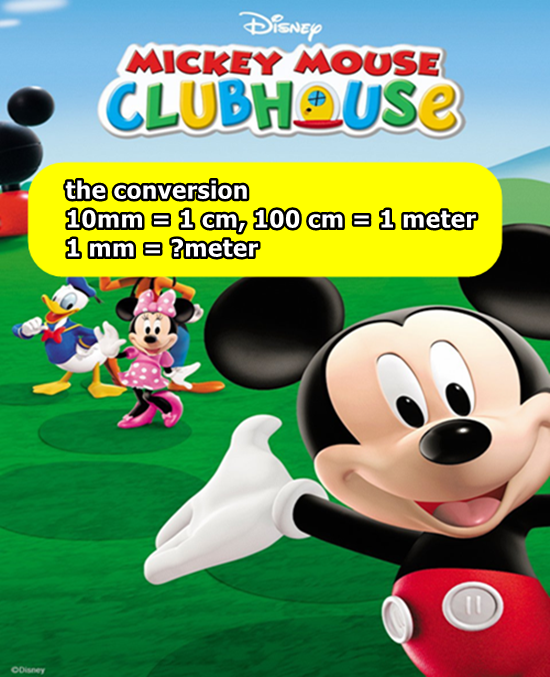 Disney
MICKEY MOUSE
CLUBHOUSE
the conversion
10mm = 1 cm, 100 cm = 1 meter
1 mm = ?meter
©Disney